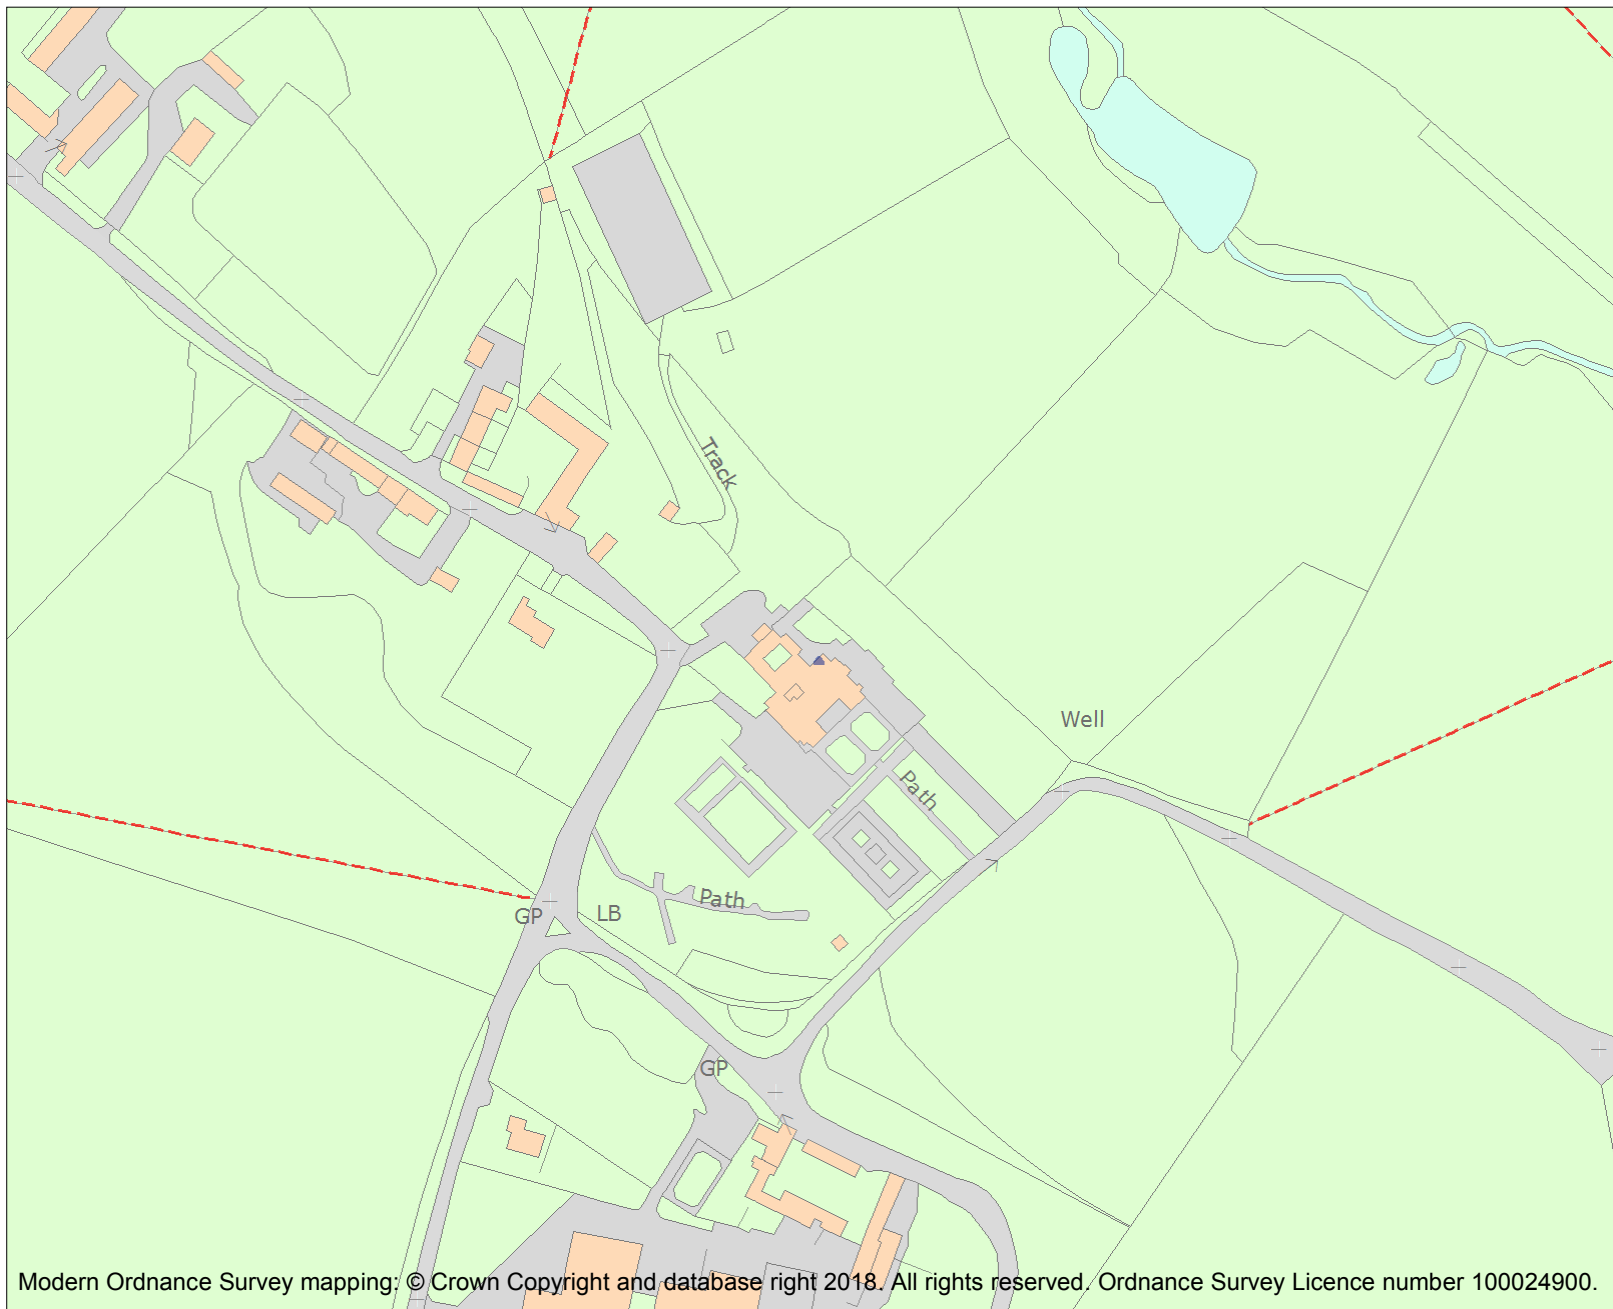 Track
Well
Path
Path
GP
LB
GP
Modern Ordnance Survey mapping: © Crown Copyright and database right 2018. All rights reserved. Ordnance Survey Licence number 100024900.